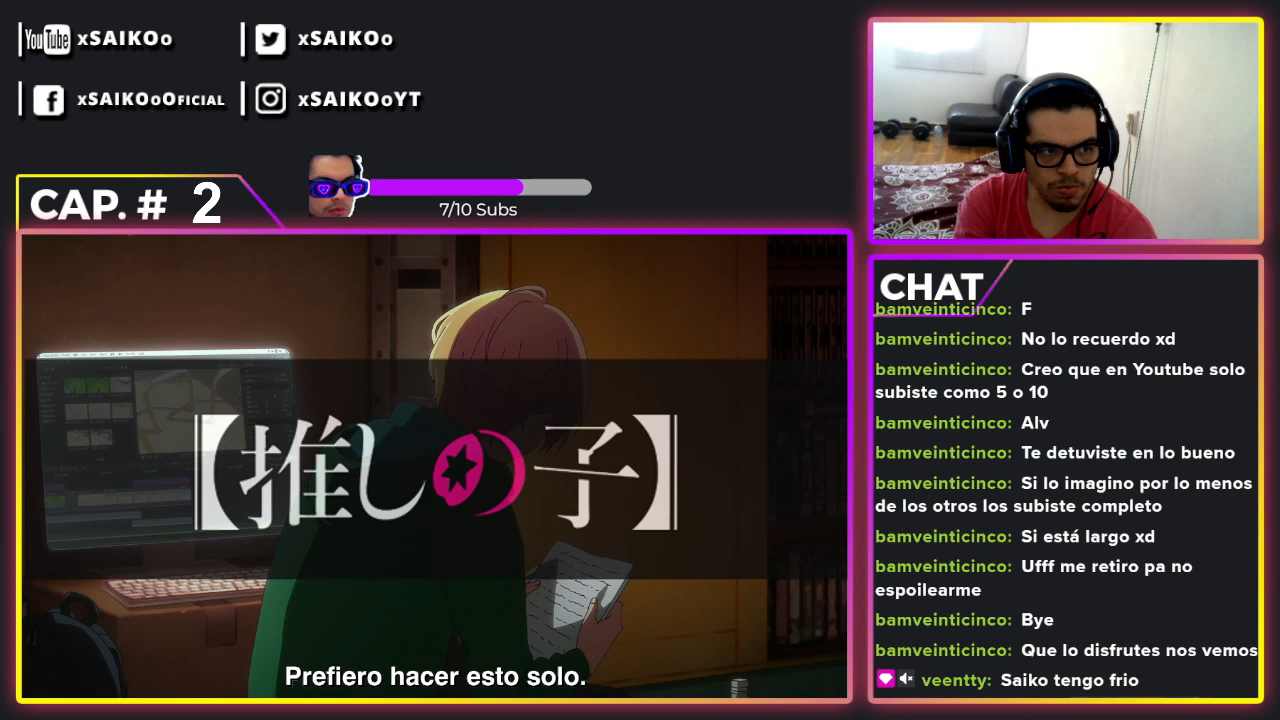 YouTube xSAIKOo
xSAIKOo
xSAIKOoOFICIAL
xSAIKOoYT
CAP. # 2
7/10 Subs
【推しの子】
Prefiero hacer esto solo.
CHAT
bamveinticinco: F
bamveinticinco: No lo recuerdo xd
bamveinticinco: Creo que en Youtube solo
subiste como 5 o 10
bamveinticinco: Alv
bamveinticinco: Te detuviste en lo bueno
bamveinticinco: Si lo imagino por lo menos
de los otros los subiste completo
bamveinticinco: Si está largo xd
bamveinticinco: Ufff me retiro pa no
espoilearme
bamveinticinco: Bye
bamveinticinco: Que lo disfrutes nos vemos
veentty: Saiko tengo frio